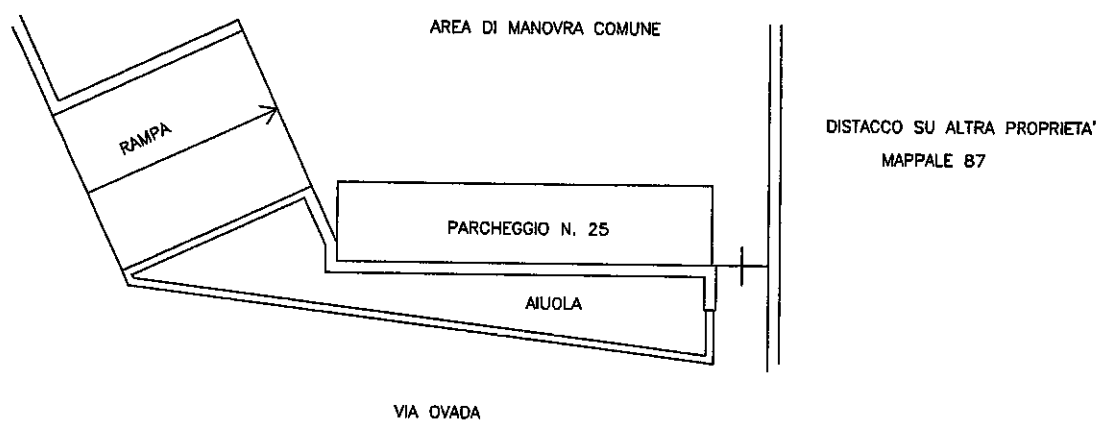 AREA DI MANOVRA COMUNE
RAMPA
DISTACCO SU ALTRA PROPRIETA'
MAPPALE 87
PARCHEGGIO N. 25
AIUOLA
VIA OVADA